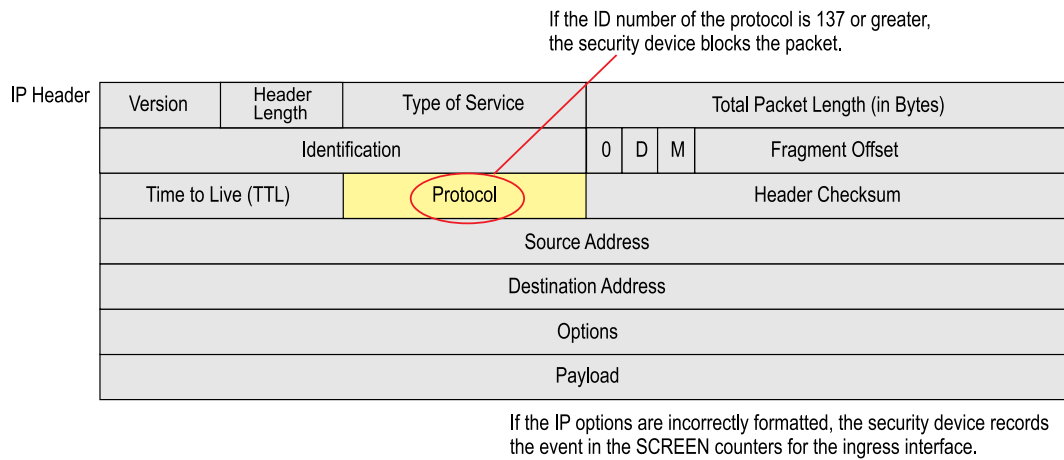 If the ID number of the protocol is 137 or greater,
the security device blocks the packet.
IP Header
Version
Header
Length
Type of Service
Total Packet Length (in Bytes)
Identification
0
D
M
Fragment Offset
Time to Live (TTL)
Protocol
Header Checksum
Source Address
Destination Address
Options
Payload
If the IP options are incorrectly formatted, the security device records
the event in the SCREEN counters for the ingress interface.